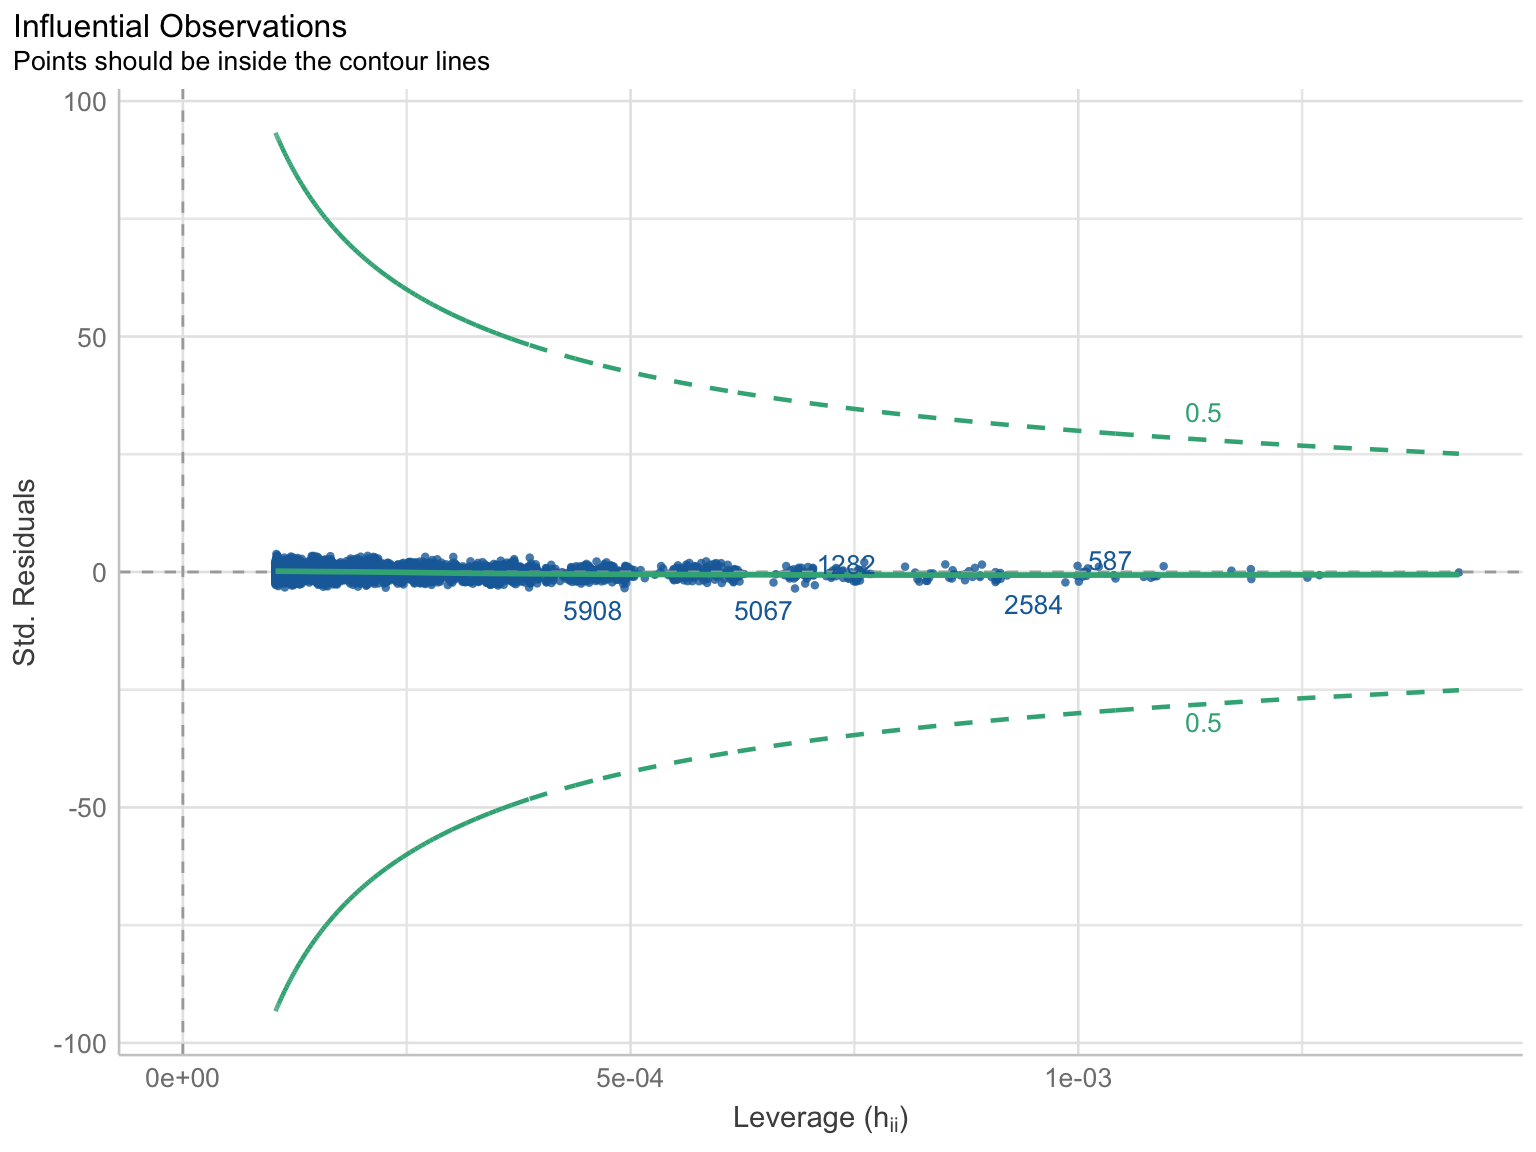 Influential Observations
Points should be inside the contour lines
100
50
0
-50
-100
Std. Residuals
0.5
1282
587
5908
5067
2584
0.5
0e+00
5e-04
1e-03
Leverage (hᵢᵢ)